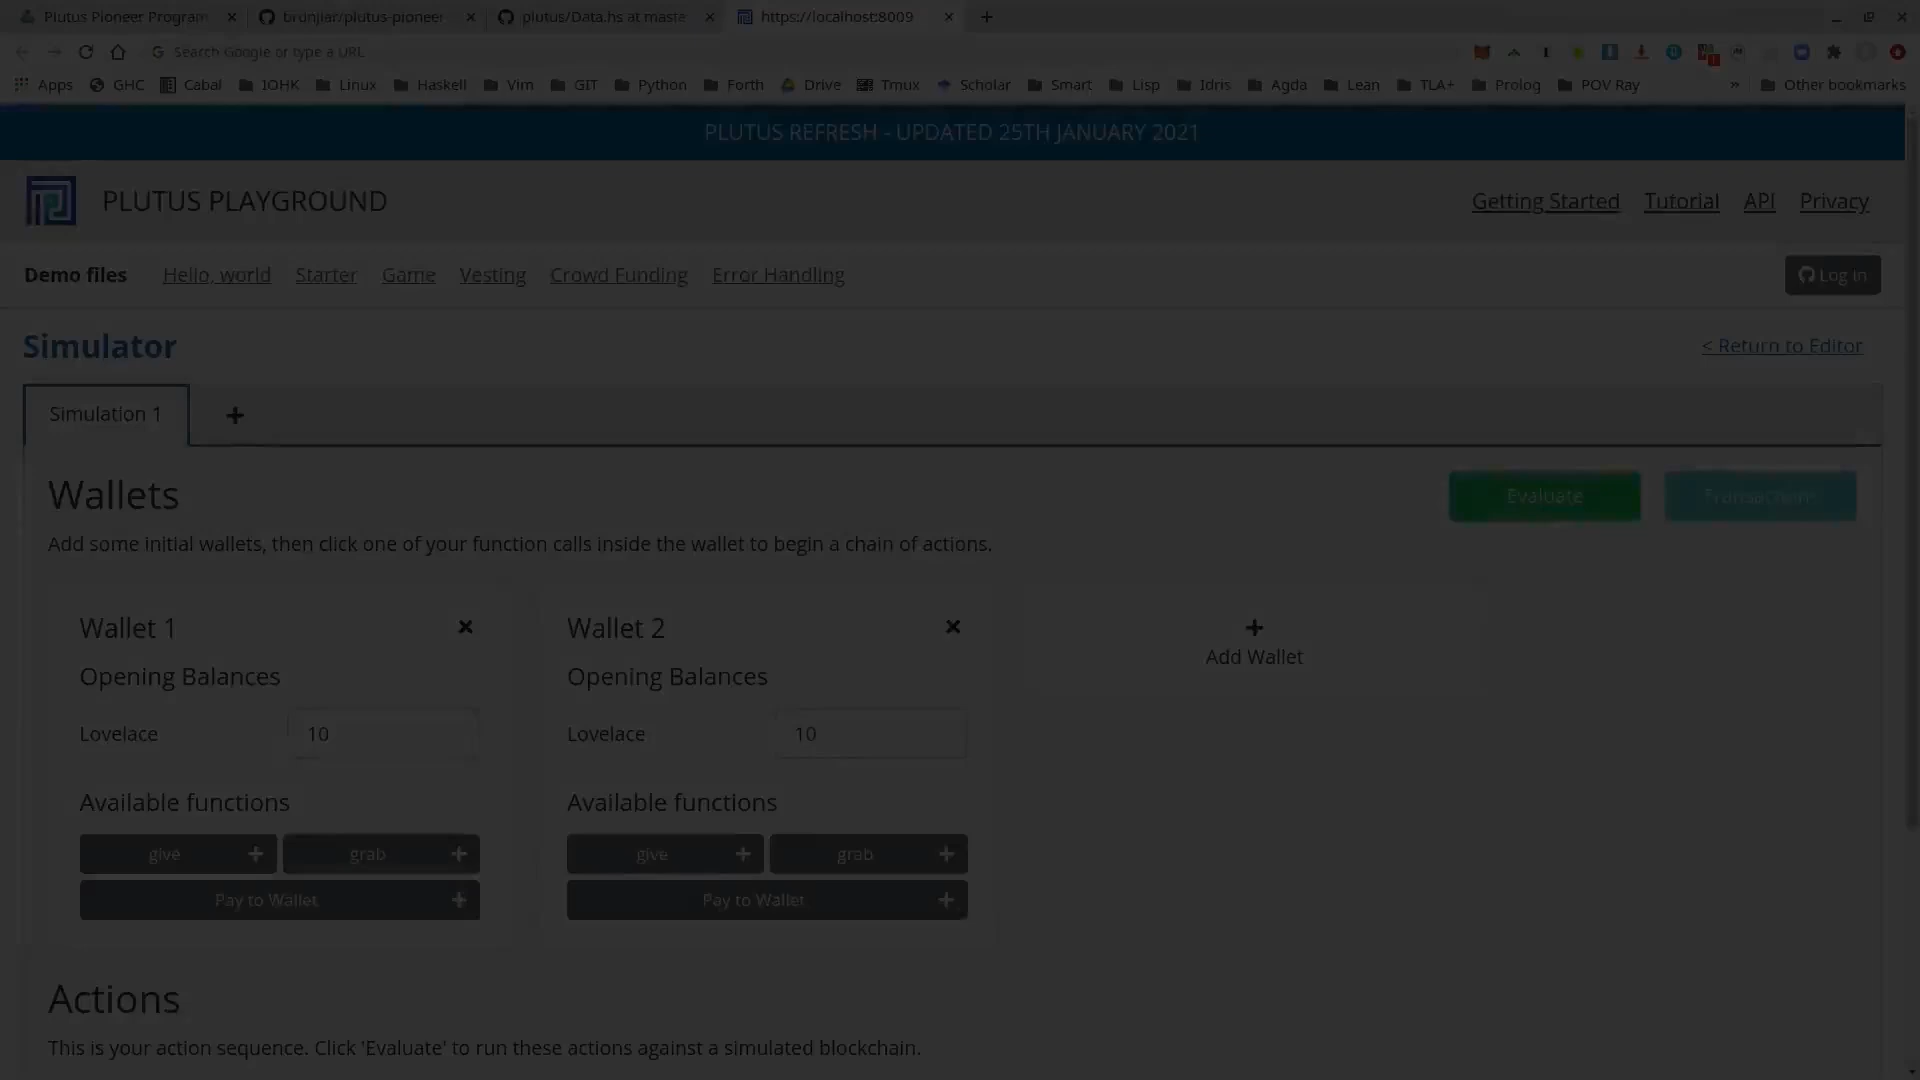 Plutus Pioneer Program
brunjlar/plutus-pioneer
plutus/Data.hs at maste
https://localhost:8009
Search Google or type a URL
Apps GHC Cabal IOHK Linux Haskell Vim GIT Python Forth Drive Tmux Scholar Smart Lisp Idris Agda Lean TLA+ Prolog POV Ray » Other bookmarks
PLUTUS REFRESH - UPDATED 25TH JANUARY 2021
PLUTUS PLAYGROUND
Getting Started Tutorial API Privacy
Demo files Hello, world Starter Game Vesting Crowd Funding Error Handling
Log in
Simulator
< Return to Editor
Simulation 1
Wallets
Evaluate
Transactions
Add some initial wallets, then click one of your function calls inside the wallet to begin a chain of actions.
Wallet 1
Opening Balances
Lovelace 10
Available functions
give grab
Pay to Wallet
Wallet 2
Opening Balances
Lovelace 10
Available functions
give grab
Pay to Wallet
Add Wallet
Actions
This is your action sequence. Click 'Evaluate' to run these actions against a simulated blockchain.